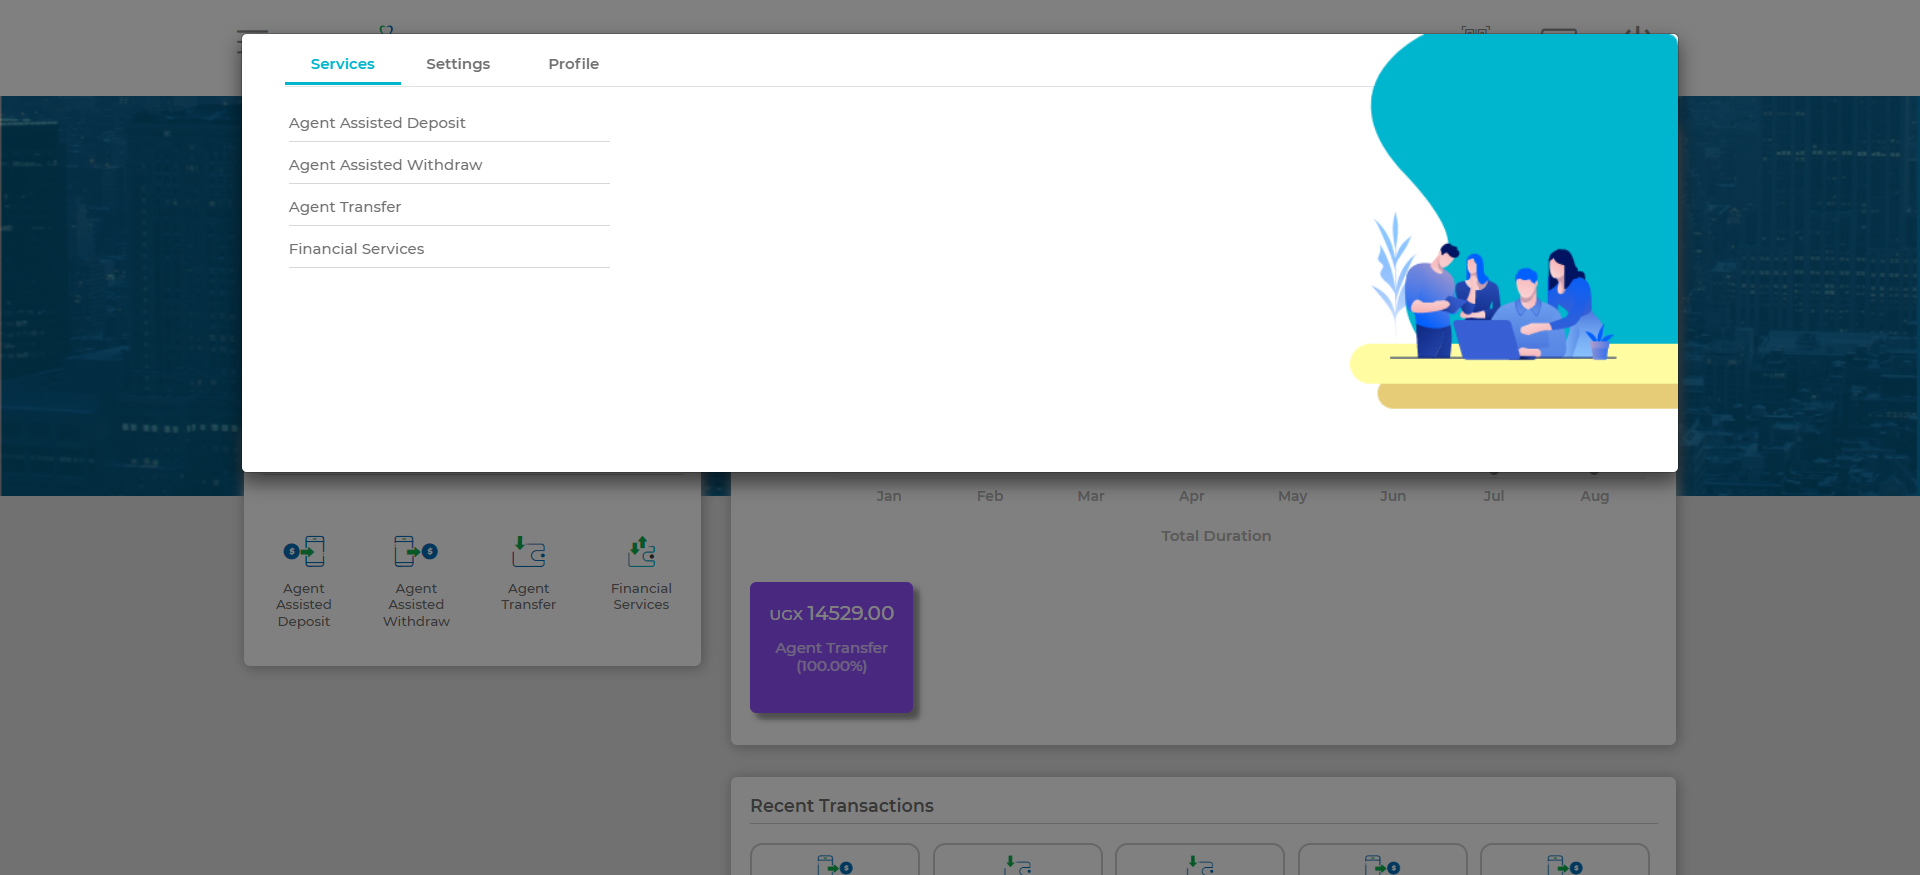 Services Settings Profile
Agent Assisted Deposit
Agent Assisted Withdraw
Agent Transfer
Financial Services
Jan Feb Mar Apr May Jun Jul Aug
Total Duration
Agent
Assisted
Deposit
Agent
Assisted
Withdraw
Agent
Transfer
Financial
Services
UGX 14529.00
Agent Transfer
(100.00%)
Recent Transactions